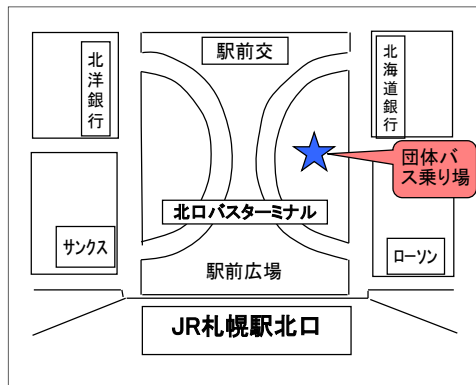 駅前交
北洋銀行
北海道銀行
団体バ
ス乗り場
北口バスターミナル
サンクス
ローソン
駅前広場
JR札幌駅北口